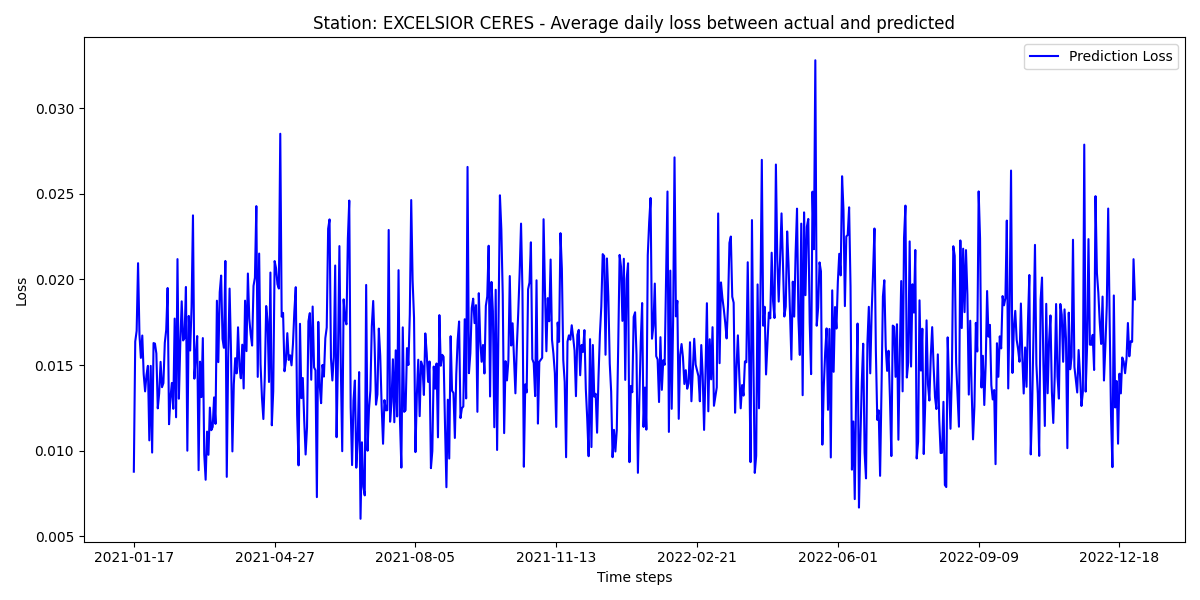 Station: EXCELSIOR CERES - Average daily loss between actual and predicted
Prediction Loss
Loss
0.030
0.025
0.020
0.015
0.010
0.005
2021-01-17 2021-04-27 2021-08-05 2021-11-13 2022-02-21 2022-06-01 2022-09-09 2022-12-18
Time steps